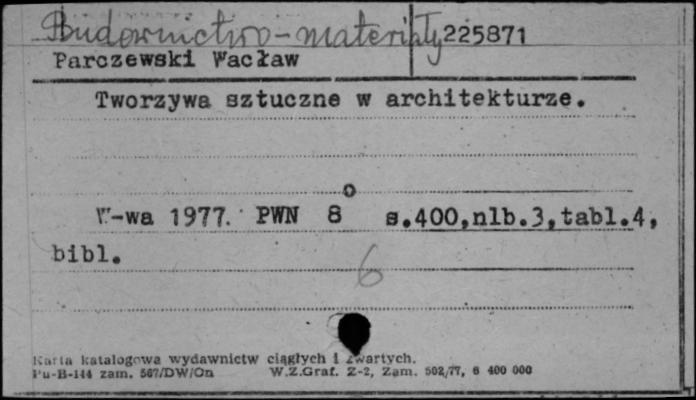 Budownictwo-materiały 225871
Parczewski Wacław
Tworzywa sztuczne w architekturze.
W-wa 1977. PWN 8° s.400,nlb.3,tabl.4,
bibl.
6
Karta katalogowa wydawnictw ciągłych i zwartych.
Pu-B-144 zam. 567/DW/On W.Z.Graf. Z-2, Zam. 502/77, 6 400 000